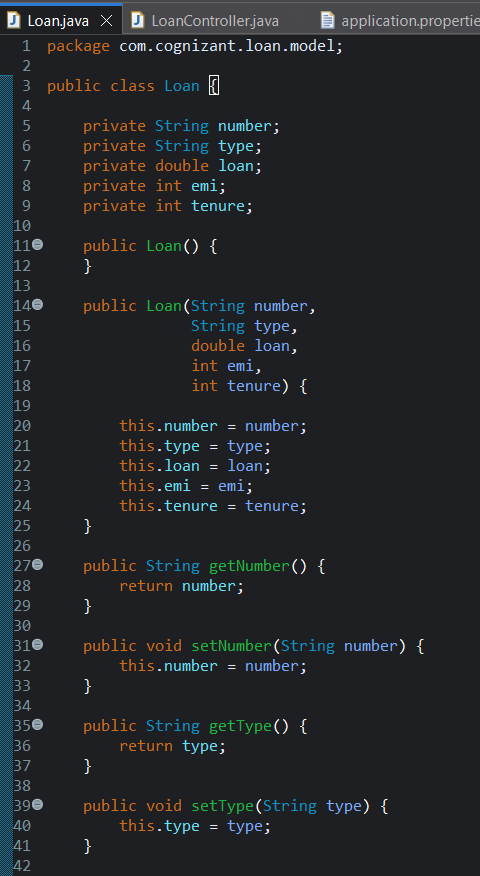 Loan.java LoanController.java application.propertie
1 package com.cognizant.loan.model;
2
3 public class Loan {
4
5     private String number;
6     private String type;
7     private double loan;
8     private int emi;
9     private int tenure;
10
11     public Loan() {
12     }
13
14     public Loan(String number,
15                 String type,
16                 double loan,
17                 int emi,
18                 int tenure) {
19
20         this.number = number;
21         this.type = type;
22         this.loan = loan;
23         this.emi = emi;
24         this.tenure = tenure;
25     }
26
27     public String getNumber() {
28         return number;
29     }
30
31     public void setNumber(String number) {
32         this.number = number;
33     }
34
35     public String getType() {
36         return type;
37     }
38
39     public void setType(String type) {
40         this.type = type;
41     }
42